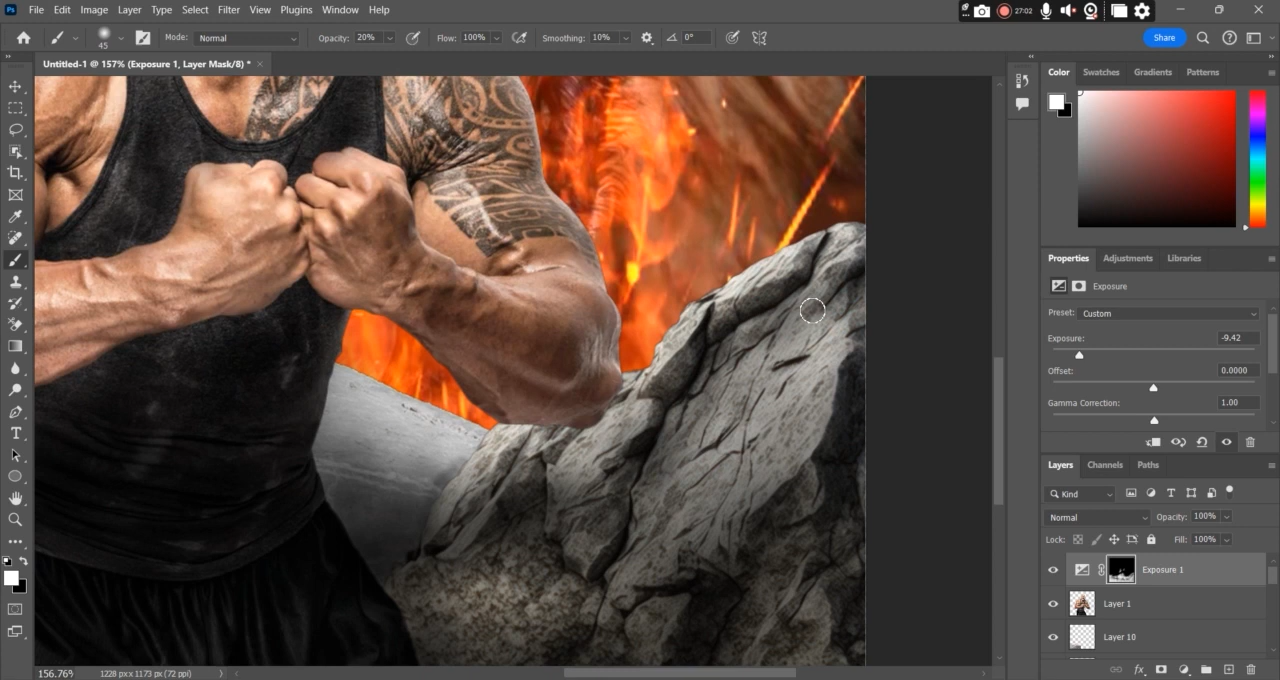 Ps File Edit Image Layer Type Select Filter View Plugins Window Help 27:02
45 Mode: Normal Opacity: 20% Flow: 100% Smoothing: 10% 0° Share
Untitled-1 @ 157% (Exposure 1, Layer Mask/8) * ×
Color Swatches Gradients Patterns
Properties Adjustments Libraries
Exposure
Preset: Custom
Exposure: -9.42
Offset: 0.0000
Gamma Correction: 1.00
Layers Channels Paths
Kind
Normal Opacity: 100%
Lock: Fill: 100%
Exposure 1
Layer 1
Layer 10
156.76% 1228 px x 1173 px (72 ppi)